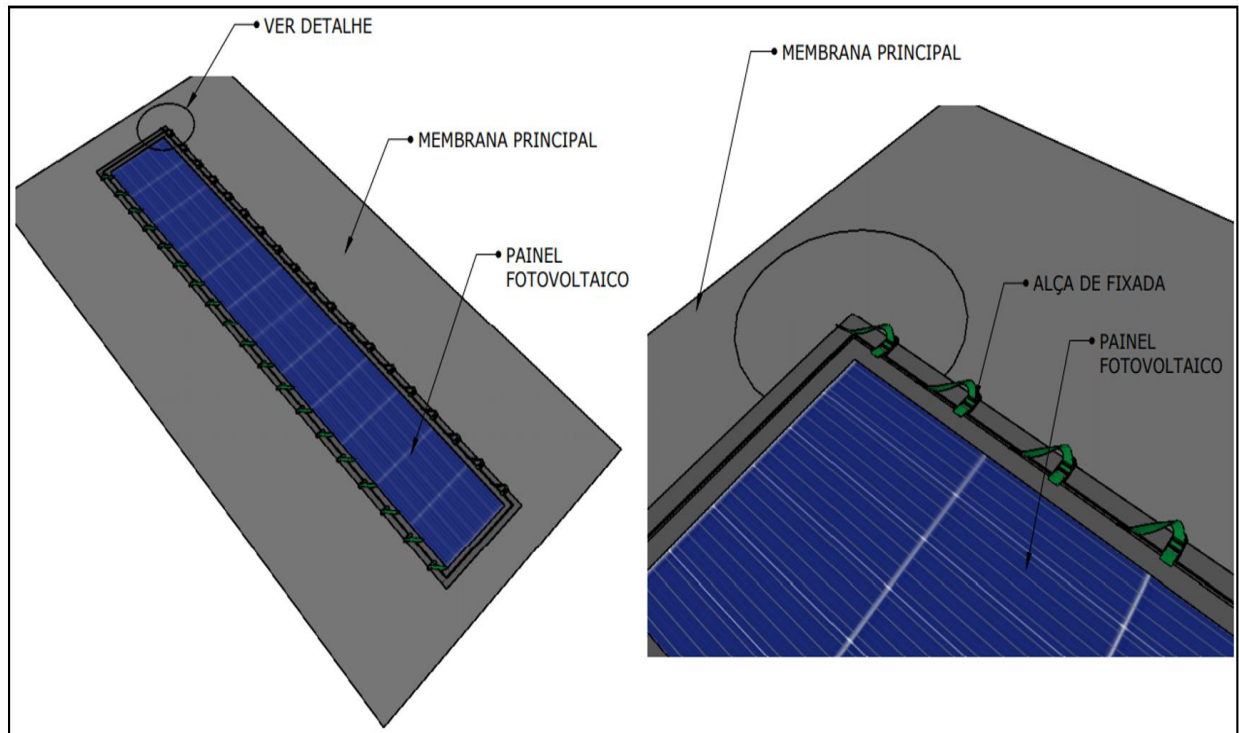 VER DETALHE
MEMBRANA PRINCIPAL
PAINEL
FOTOVOLTAICO
MEMBRANA PRINCIPAL
ALÇA DE FIXADA
PAINEL
FOTOVOLTAICO